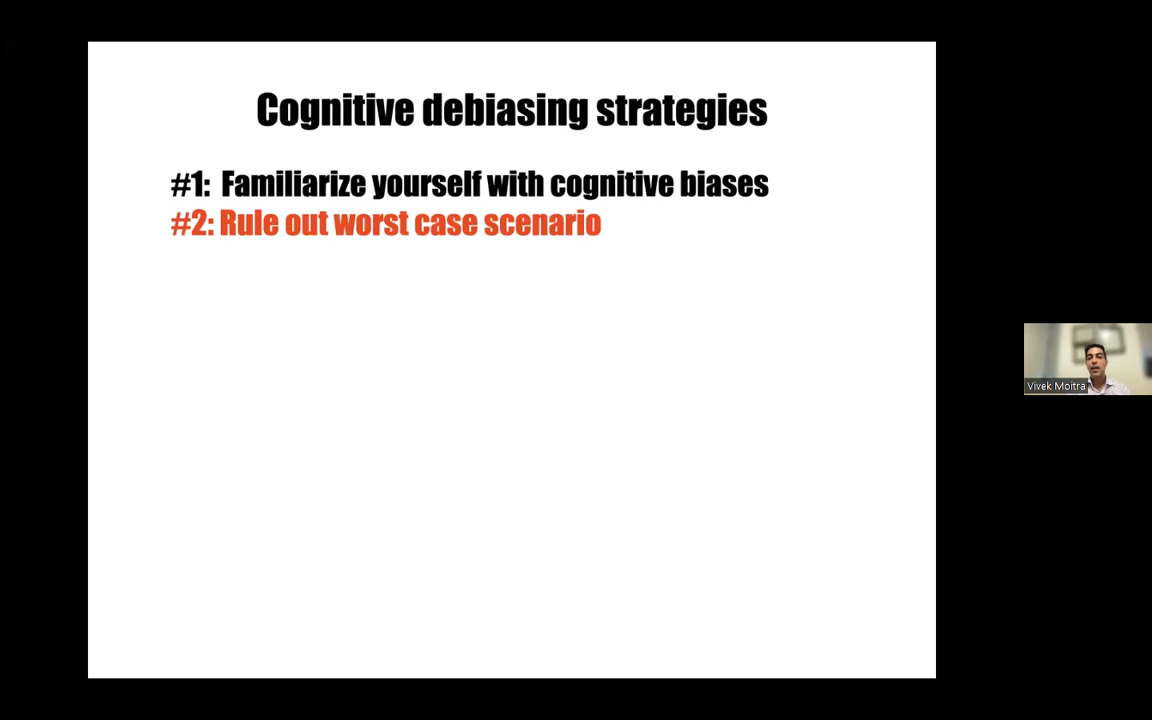 Cognitive debiasing strategies
#1: Familiarize yourself with cognitive biases
#2: Rule out worst case scenario
Vivek Moitra